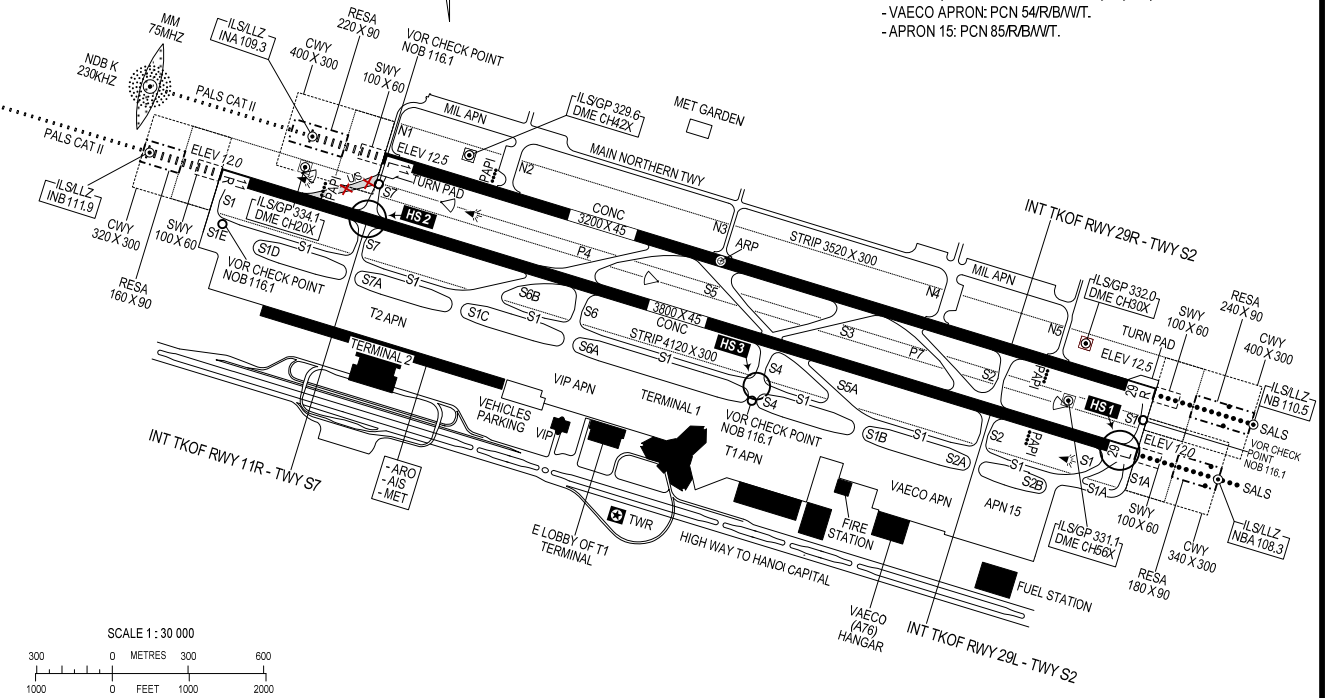 - VAECO APRON: PCN 54/R/B/W/T.
- APRON 15: PCN 85/R/B/W/T.
MM
75MHZ
NDB K
230KHZ
ILS/LLZ
INA 109.3
CWY
400 X 300
RESA
220 X 90
SWY
100 X 60
VOR CHECK POINT
NOB 116.1
PALS CAT II
PALS CAT II
MIL APN
ILS/GP 329.6
DME CH42X
MET GARDEN
N1
ELEV 12.5
PAPI
N2
MAIN NORTHERN TWY
ELEV 12.0
ILS/LLZ
INB 111.9
CWY
320 X 300
SWY
100 X 60
RESA
160 X 90
11
R
11
L
S1
S1E
ILS/GP 334.1
DME CH20X
PAPI
S7
TURN PAD
HS 2
CONC
3200 X 45
N3
ARP
STRIP 3520 X 300
INT TKOF RWY 29R - TWY S2
S1D
S1
VOR CHECK POINT
NOB 116.1
S7
P4
S7A
S1
S6B
S1
S5
S1C
S6
3800 X 45
CONC
STRIP 4120 X 300
HS 3
S3
P7
N4
MIL APN
N5
ILS/GP 332.0
DME CH30X
TURN PAD
SWY
100 X 60
RESA
240 X 90
CWY
400 X 300
ELEV 12.5
T2 APN
TERMINAL 2
S6A
S1
S4
S4
S1
S5A
S2
PAPI
29
R
HS 1
S1
ILS/LLZ
NB 110.5
SALS
VOR CHECK
POINT
NOB 116.1
VIP APN
TERMINAL 1
VOR CHECK POINT
NOB 116.1
S1B
S1
S2A
S2
PAPI
S1
S2B
S1
S1A
29
L
ELEV 12.0
S1A
SALS
VEHICLES
PARKING
VIP
T1 APN
VAECO APN
APN 15
ILS/GP 331.1
DME CH56X
SWY
100 X 60
RESA
180 X 90
CWY
340 X 300
ILS/LLZ
NBA 108.3
INT TKOF RWY 11R - TWY S7
- ARO
- AIS
- MET
E LOBBY OF T1
TERMINAL
TWR
FIRE
STATION
HIGH WAY TO HANOI CAPITAL
FUEL STATION
VAECO
(A76)
HANGAR
INT TKOF RWY 29L - TWY S2
SCALE 1 : 30 000
300 0 METRES 300 600
1000 0 FEET 1000 2000